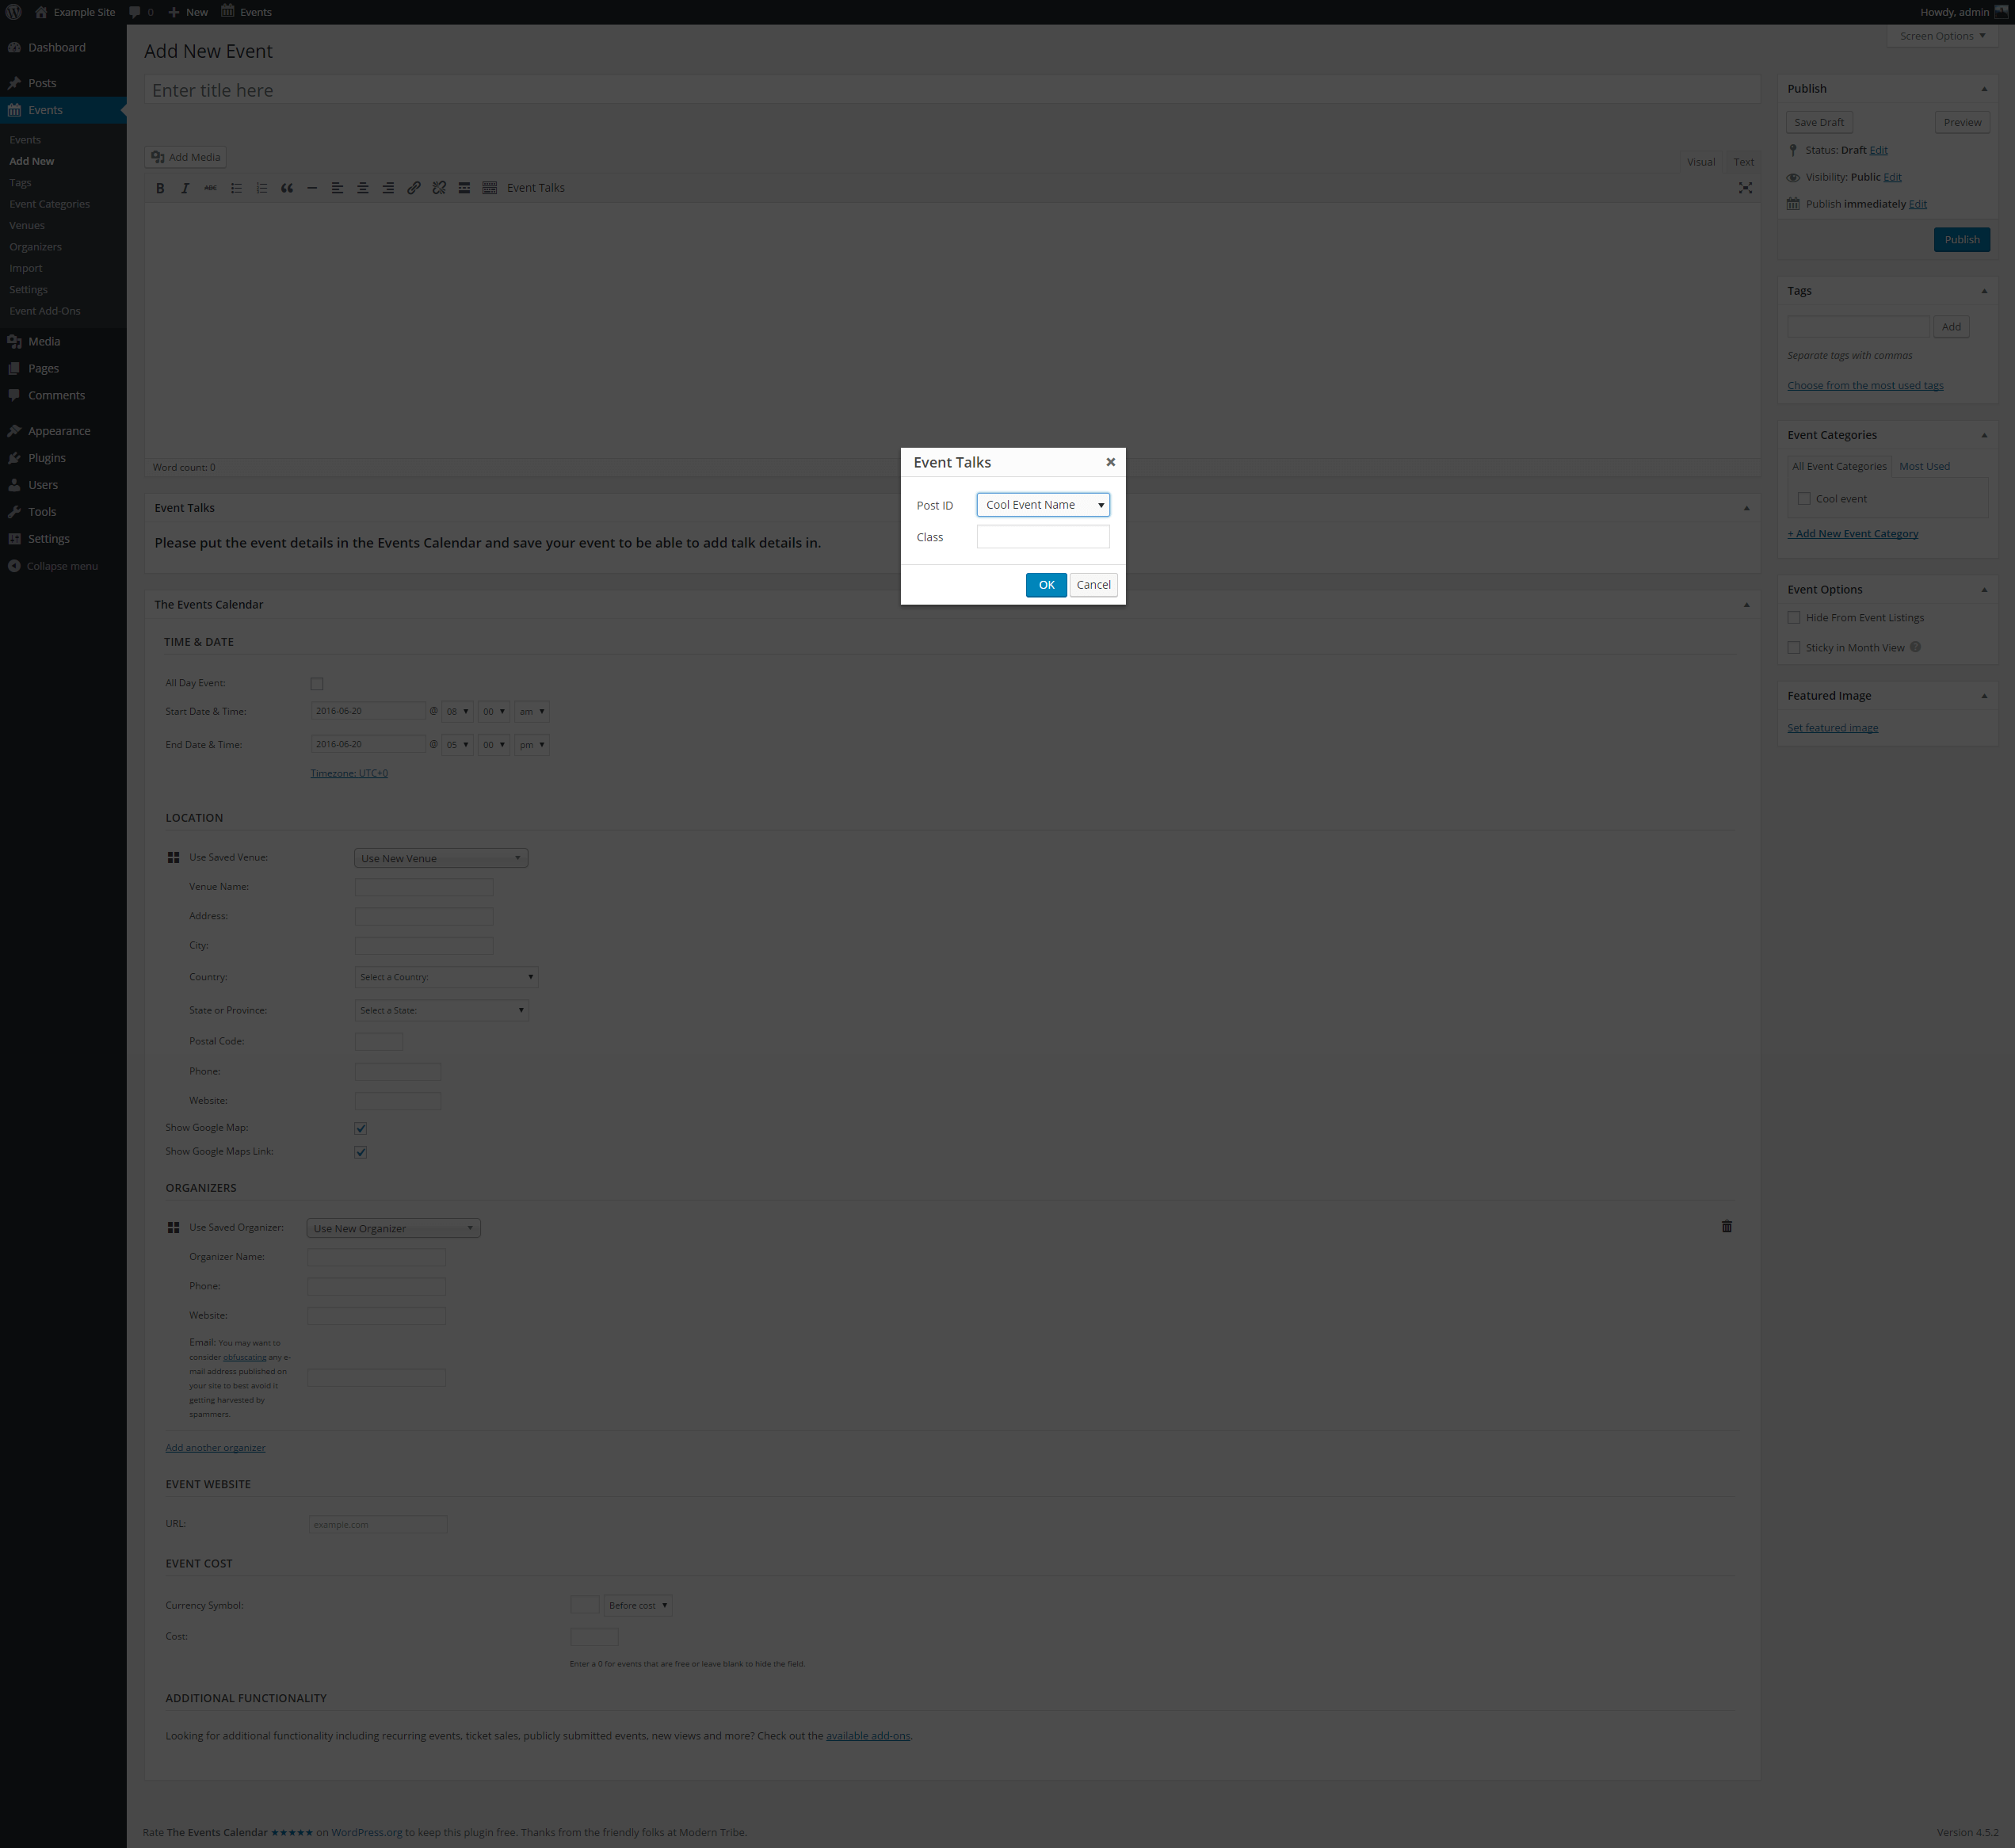 Example Site 0 New Events Howdy, admin
Screen Options
Dashboard
Posts
Events
Events
Add New
Tags
Event Categories
Venues
Organizers
Import
Settings
Event Add-Ons
Media
Pages
Comments
Appearance
Plugins
Users
Tools
Settings
Collapse menu
Add New Event
Enter title here
Add Media
Visual Text
B I ABC Event Talks
Word count: 0
Event Talks
Please put the event details in the Events Calendar and save your event to be able to add talk details in.
Event Talks
Post ID Cool Event Name
Class
OK Cancel
The Events Calendar
TIME & DATE
All Day Event:
Start Date & Time: 2016-06-20 @ 08 00 am
End Date & Time: 2016-06-20 @ 05 00 pm
Timezone: UTC+0
LOCATION
Use Saved Venue: Use New Venue
Venue Name:
Address:
City:
Country: Select a Country:
State or Province: Select a State:
Postal Code:
Phone:
Website:
Show Google Map:
Show Google Maps Link:
ORGANIZERS
Use Saved Organizer: Use New Organizer
Organizer Name:
Phone:
Website:
Email: You may want to
consider obfuscating any e-
mail address published on
your site to best avoid it
getting harvested by
spammers.
Add another organizer
EVENT WEBSITE
URL: example.com
EVENT COST
Currency Symbol: Before cost
Cost:
Enter a 0 for events that are free or leave blank to hide the field.
ADDITIONAL FUNCTIONALITY
Looking for additional functionality including recurring events, ticket sales, publicly submitted events, new views and more? Check out the available add-ons.
Publish
Save Draft Preview
Status: Draft Edit
Visibility: Public Edit
Publish immediately Edit
Publish
Tags
Add
Separate tags with commas
Choose from the most used tags
Event Categories
All Event Categories Most Used
Cool event
+ Add New Event Category
Event Options
Hide From Event Listings
Sticky in Month View ?
Featured Image
Set featured image
Rate The Events Calendar ★★★★★ on WordPress.org to keep this plugin free. Thanks from the friendly folks at Modern Tribe.
Version 4.5.2